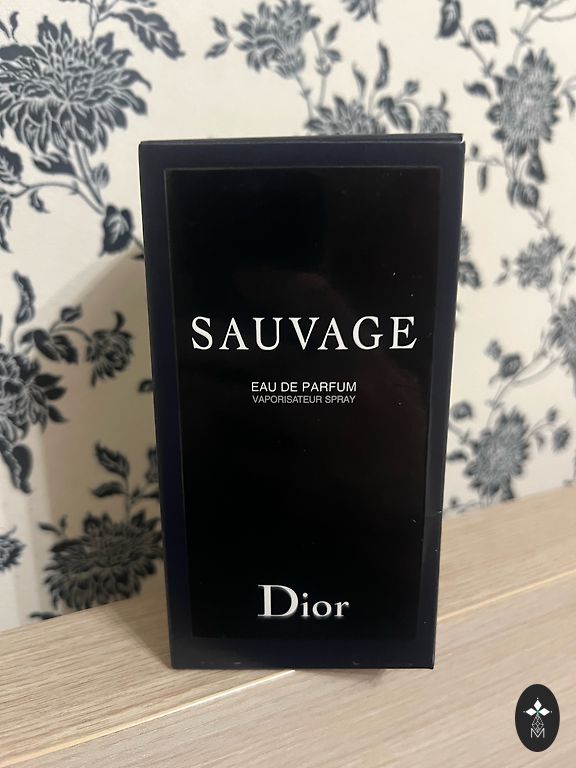 SAUVAGE
EAU DE PARFUM
VAPORISATEUR SPRAY
Dior